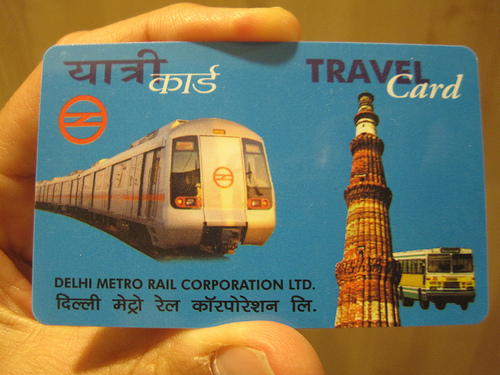 यात्री कार्ड
TRAVEL Card
DELHI METRO RAIL CORPORATION LTD.
दिल्ली मेट्रो रेल कॉरपोरेशन लि.